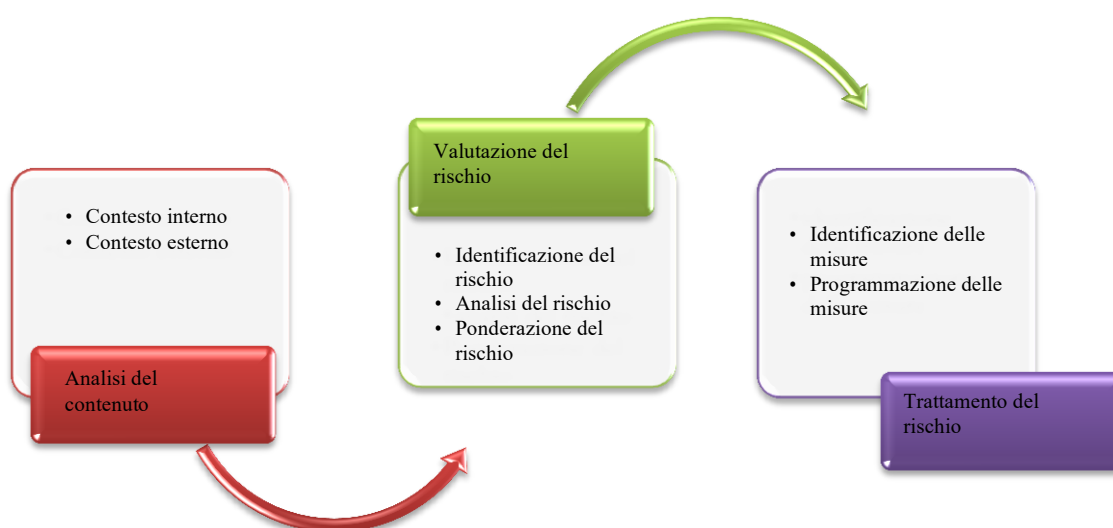 • Contesto interno
• Contesto esterno
Analisi del
contenuto
Valutazione del
rischio
• Identificazione del
rischio
• Analisi del rischio
• Ponderazione del
rischio
• Identificazione delle
misure
• Programmazione delle
misure
Trattamento del
rischio